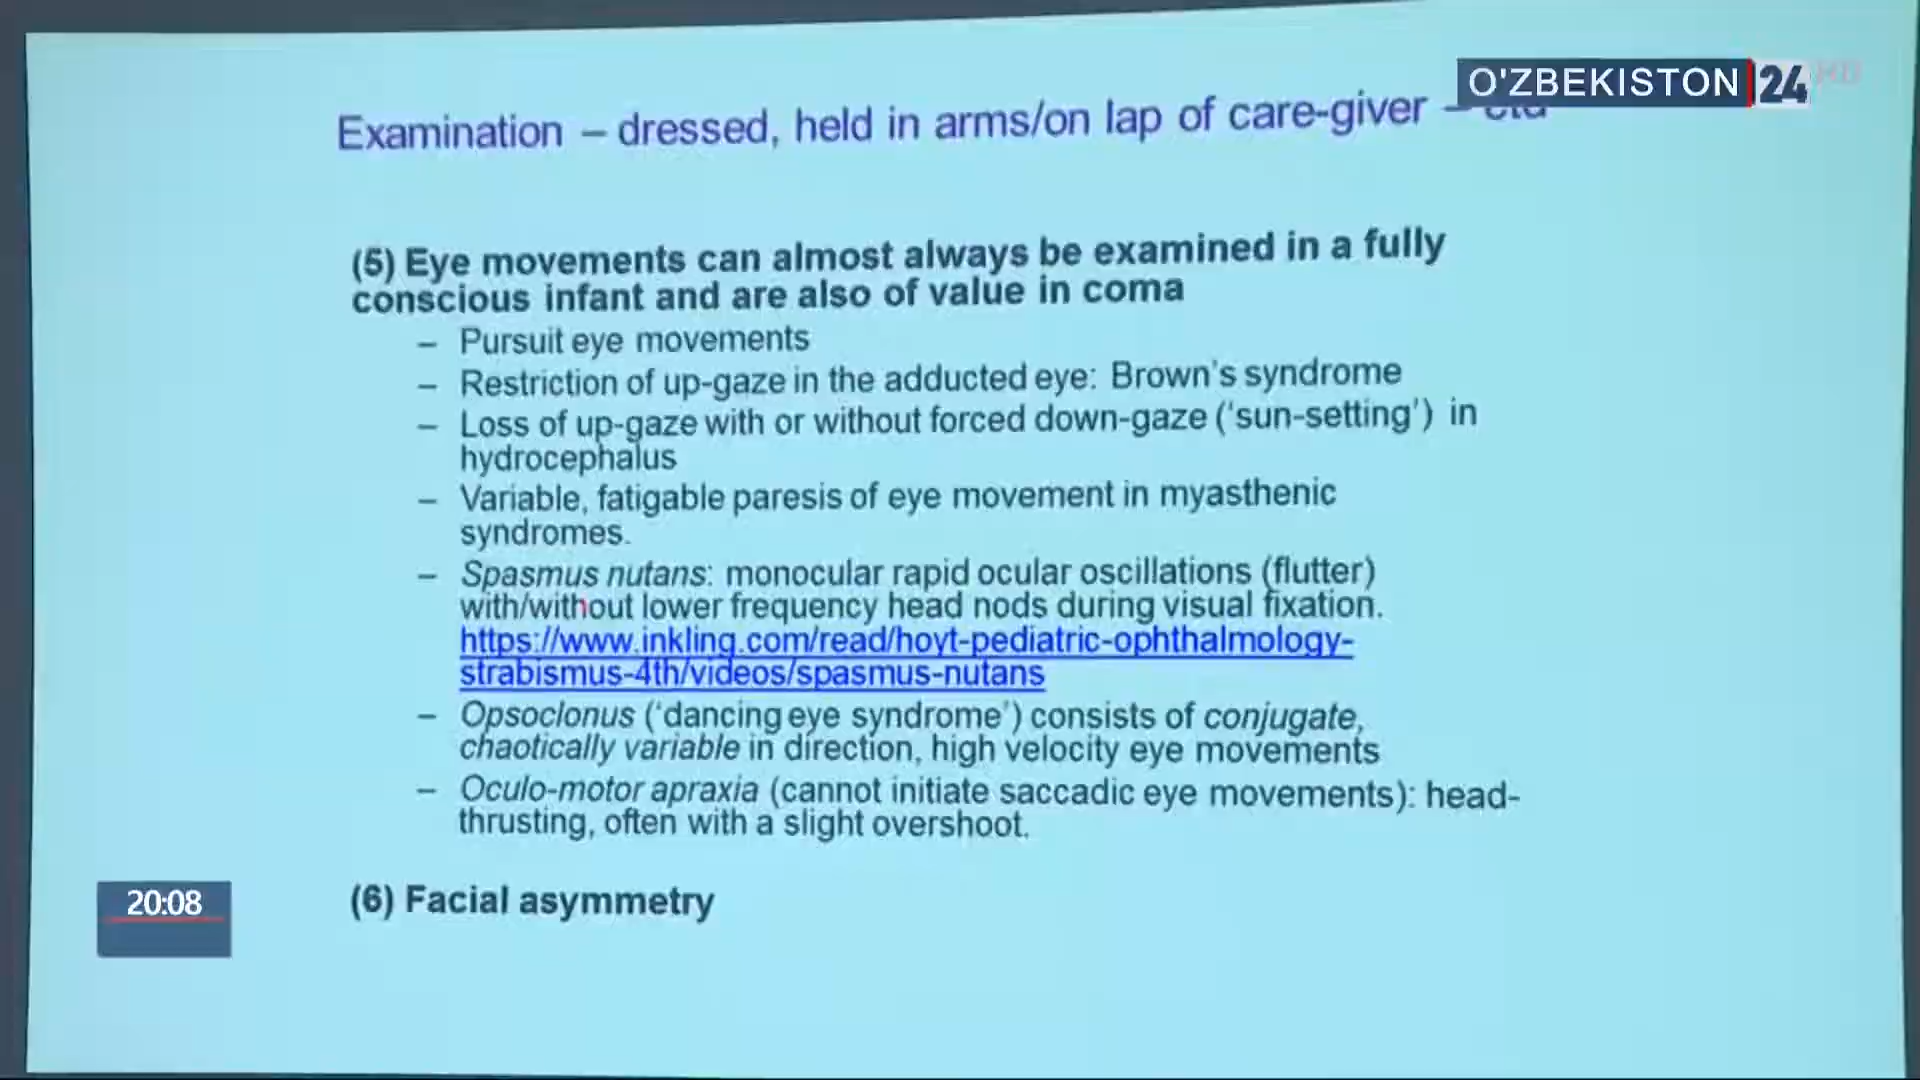 O'ZBEKISTON 24 HD
Examination – dressed, held in arms/on lap of care-giver –
(5) Eye movements can almost always be examined in a fully
conscious infant and are also of value in coma
– Pursuit eye movements
– Restriction of up-gaze in the adducted eye: Brown's syndrome
– Loss of up-gaze with or without forced down-gaze ('sun-setting') in
hydrocephalus
– Variable, fatigable paresis of eye movement in myasthenic
syndromes.
– Spasmus nutans: monocular rapid ocular oscillations (flutter)
with/without lower frequency head nods during visual fixation.
https://www.inkling.com/read/hoyt-pediatric-ophthalmology-
strabismus-4th/videos/spasmus-nutans
– Opsoclonus ('dancing eye syndrome') consists of conjugate,
chaotically variable in direction, high velocity eye movements
– Oculo-motor apraxia (cannot initiate saccadic eye movements): head-
thrusting, often with a slight overshoot.
(6) Facial asymmetry
20:08